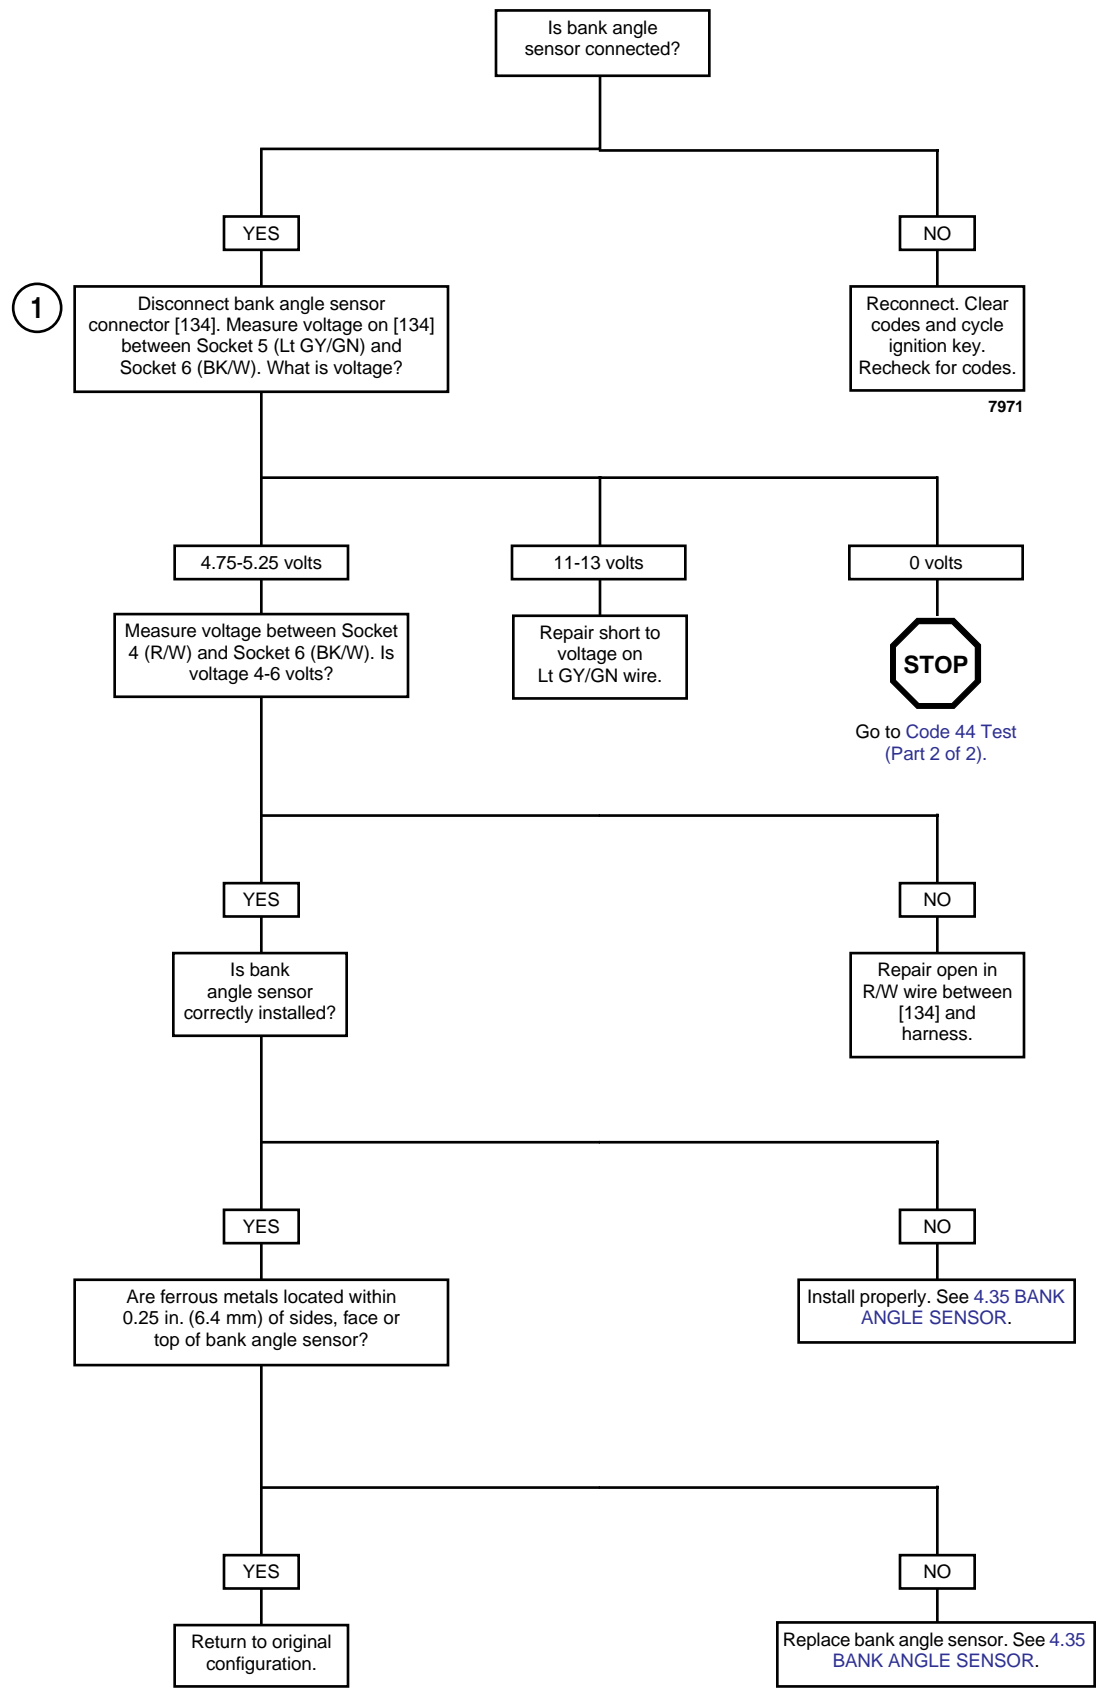 Is bank angle
sensor connected?
YES
NO
1
Disconnect bank angle sensor
connector [134]. Measure voltage on [134]
between Socket 5 (Lt GY/GN) and
Socket 6 (BK/W). What is voltage?
Reconnect. Clear
codes and cycle
ignition key.
Recheck for codes.
7971
4.75-5.25 volts
11-13 volts
0 volts
Measure voltage between Socket
4 (R/W) and Socket 6 (BK/W). Is
voltage 4-6 volts?
Repair short to
voltage on
Lt GY/GN wire.
STOP
Go to Code 44 Test
(Part 2 of 2).
YES
NO
Is bank
angle sensor
correctly installed?
Repair open in
R/W wire between
[134] and
harness.
YES
NO
Are ferrous metals located within
0.25 in. (6.4 mm) of sides, face or
top of bank angle sensor?
Install properly. See 4.35 BANK
ANGLE SENSOR.
YES
NO
Return to original
configuration.
Replace bank angle sensor. See 4.35
BANK ANGLE SENSOR.